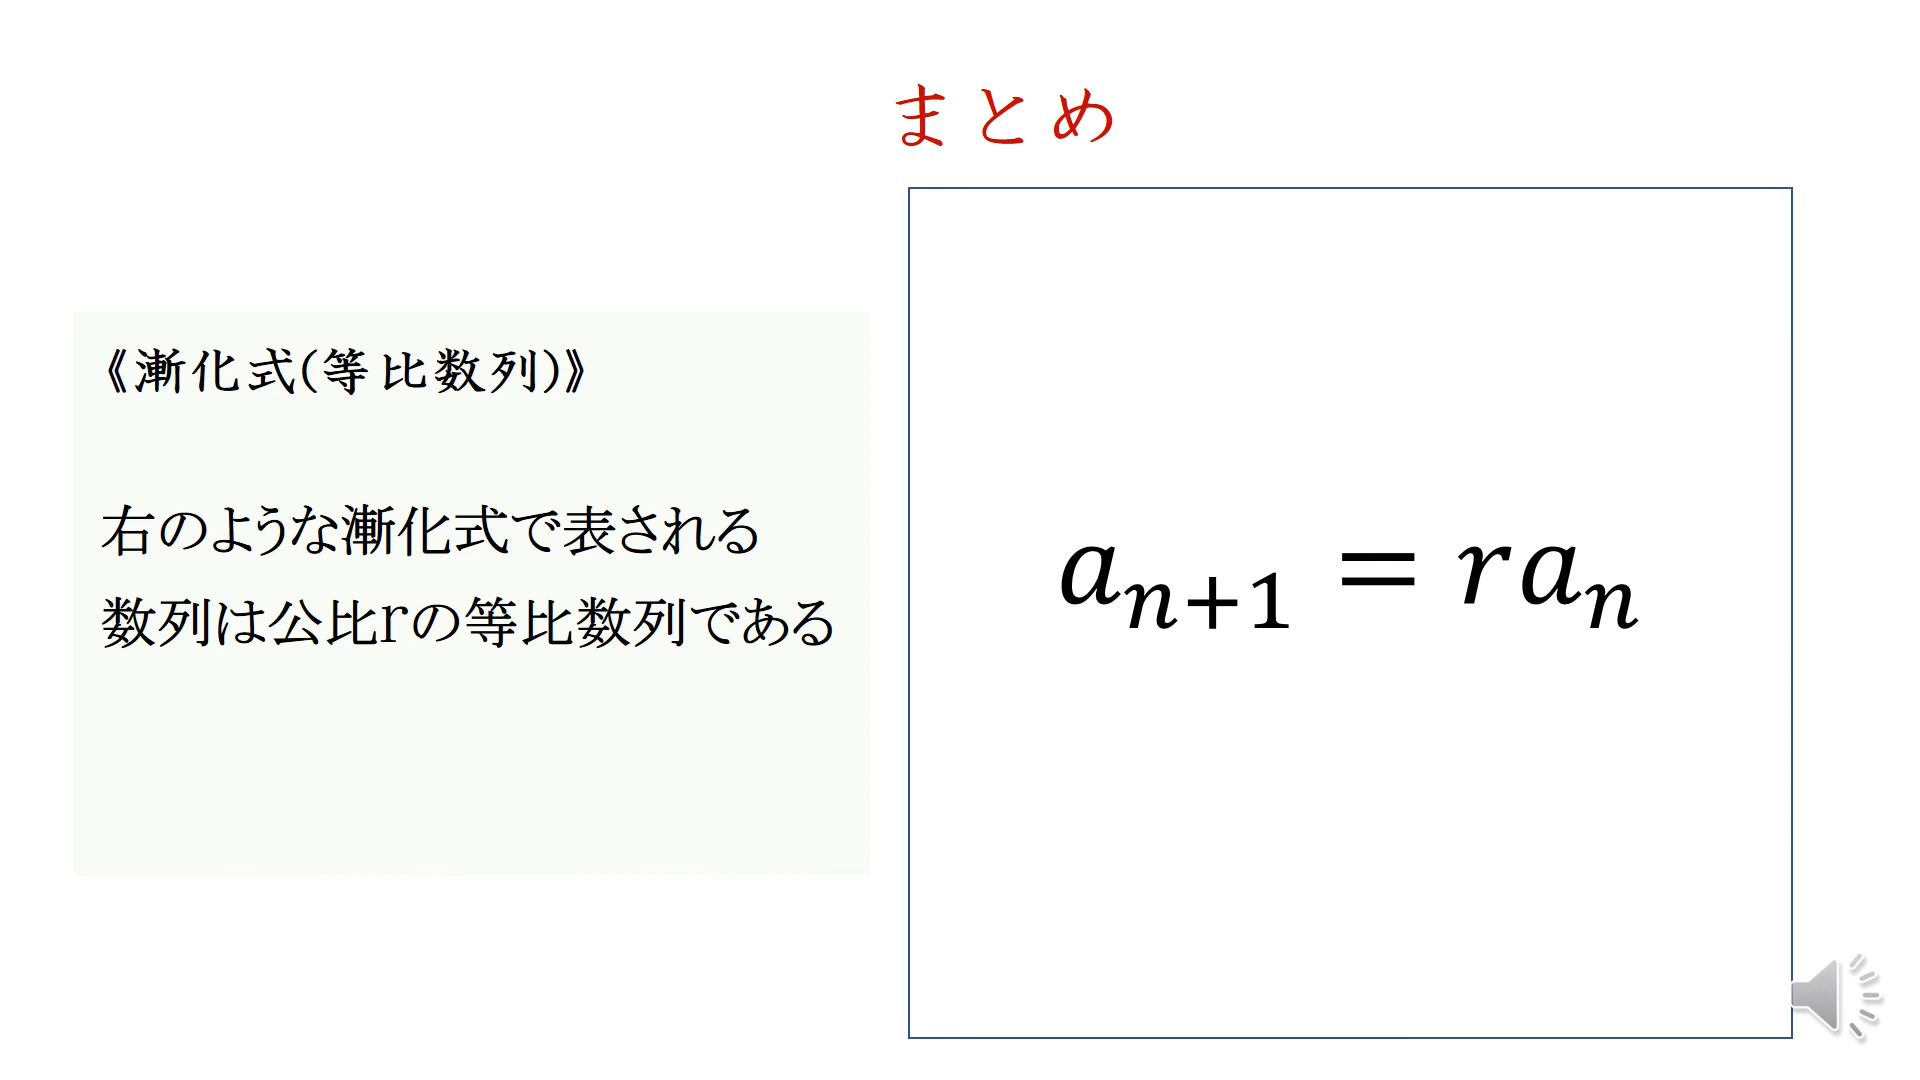 まとめ
《漸化式(等比数列)》
右のような漸化式で表される
数列は公比rの等比数列である
aₙ₊₁ = raₙ